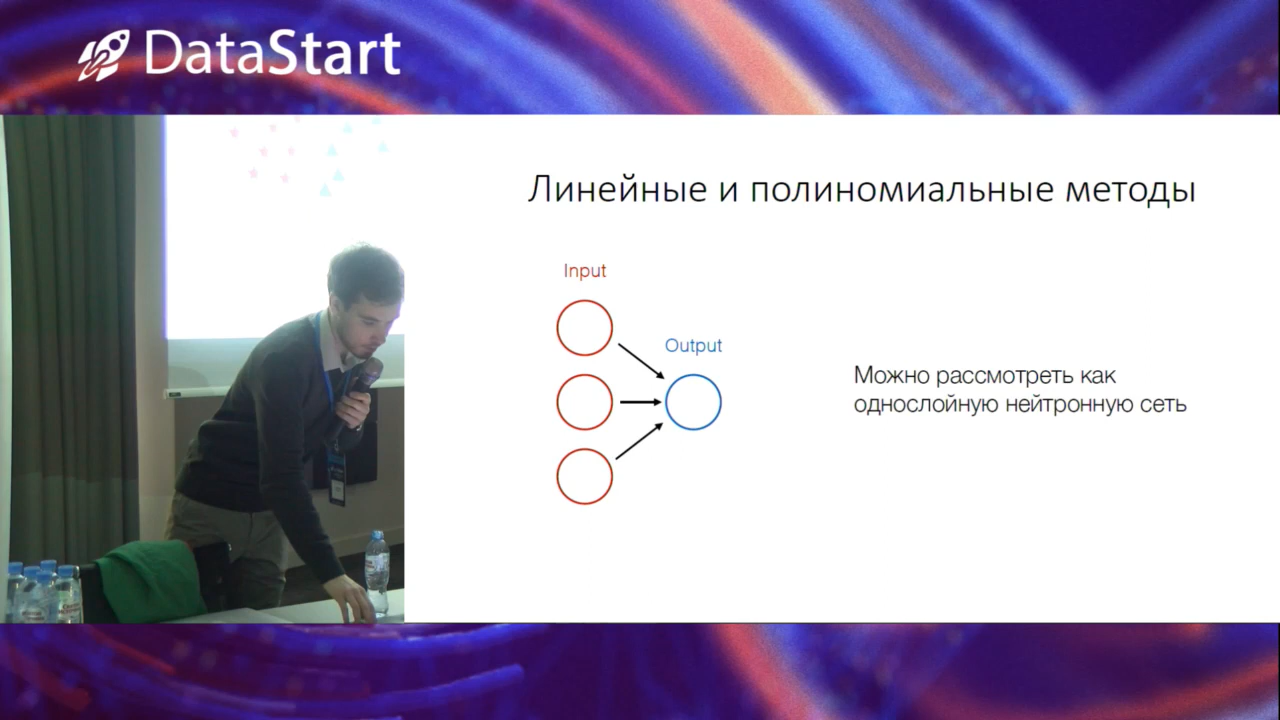 DataStart
Линейные и полиномиальные методы
Input
Output
Можно рассмотреть как
однослойную нейтронную сеть